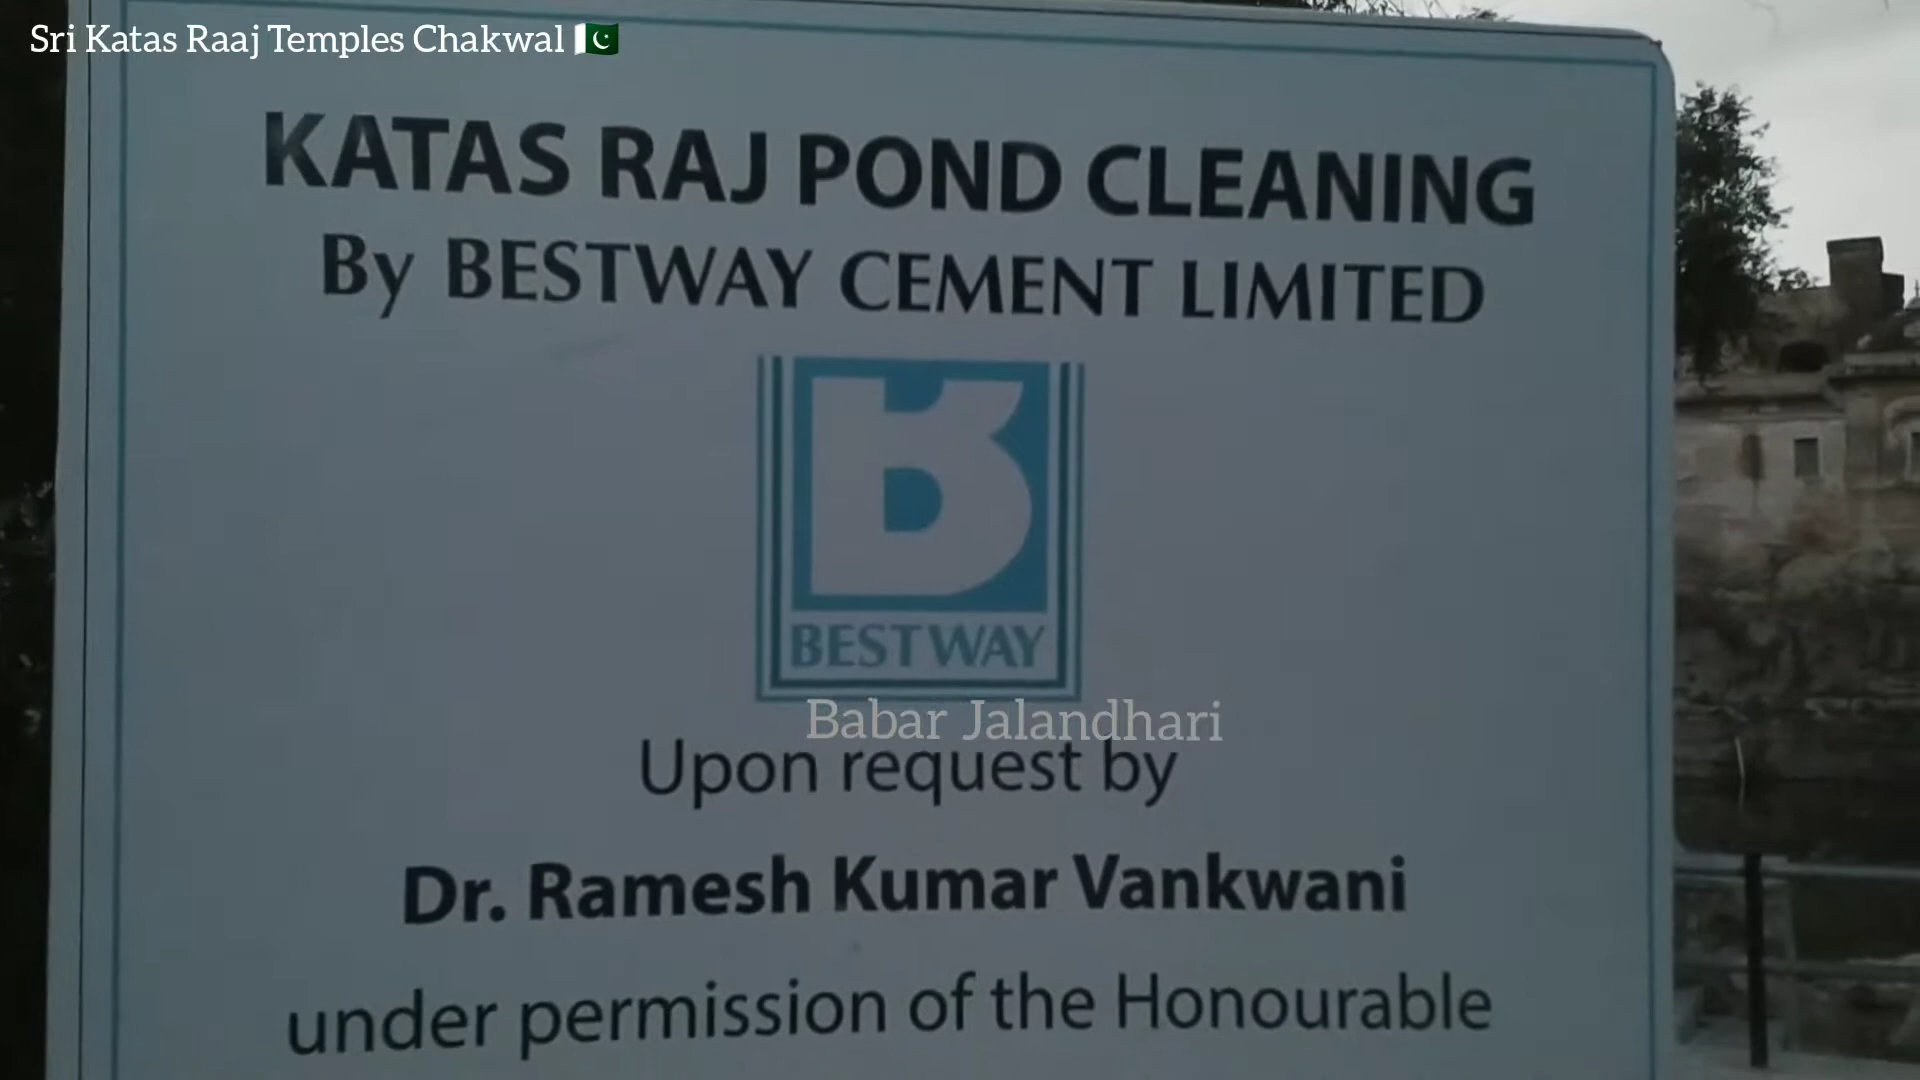 Sri Katas Raaj Temples Chakwal 🇵🇰
KATAS RAJ POND CLEANING
By BESTWAY CEMENT LIMITED
BESTWAY
Babar Jalandhari
Upon request by
Dr. Ramesh Kumar Vankwani
under permission of the Honourable